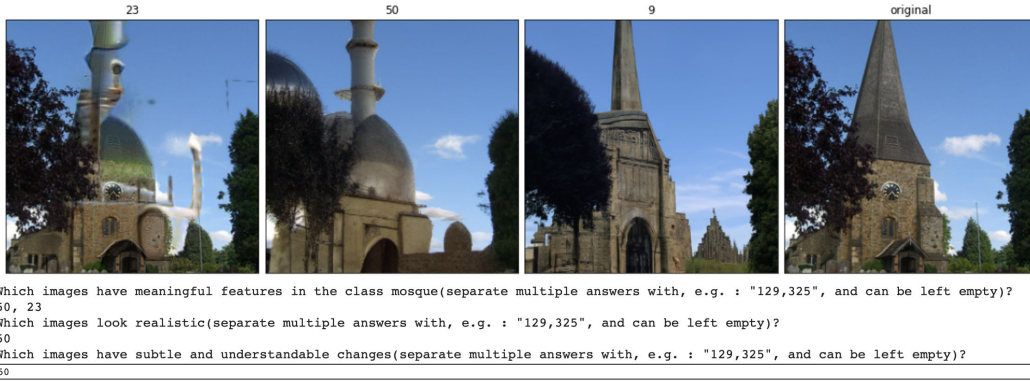 23 50 9 original
Which images have meaningful features in the class mosque(separate multiple answers with, e.g. : "129,325", and can be left empty)?
50, 23
Which images look realistic(separate multiple answers with, e.g. : "129,325", and can be left empty)?
50
Which images have subtle and understandable changes(separate multiple answers with, e.g. : "129,325", and can be left empty)?
50